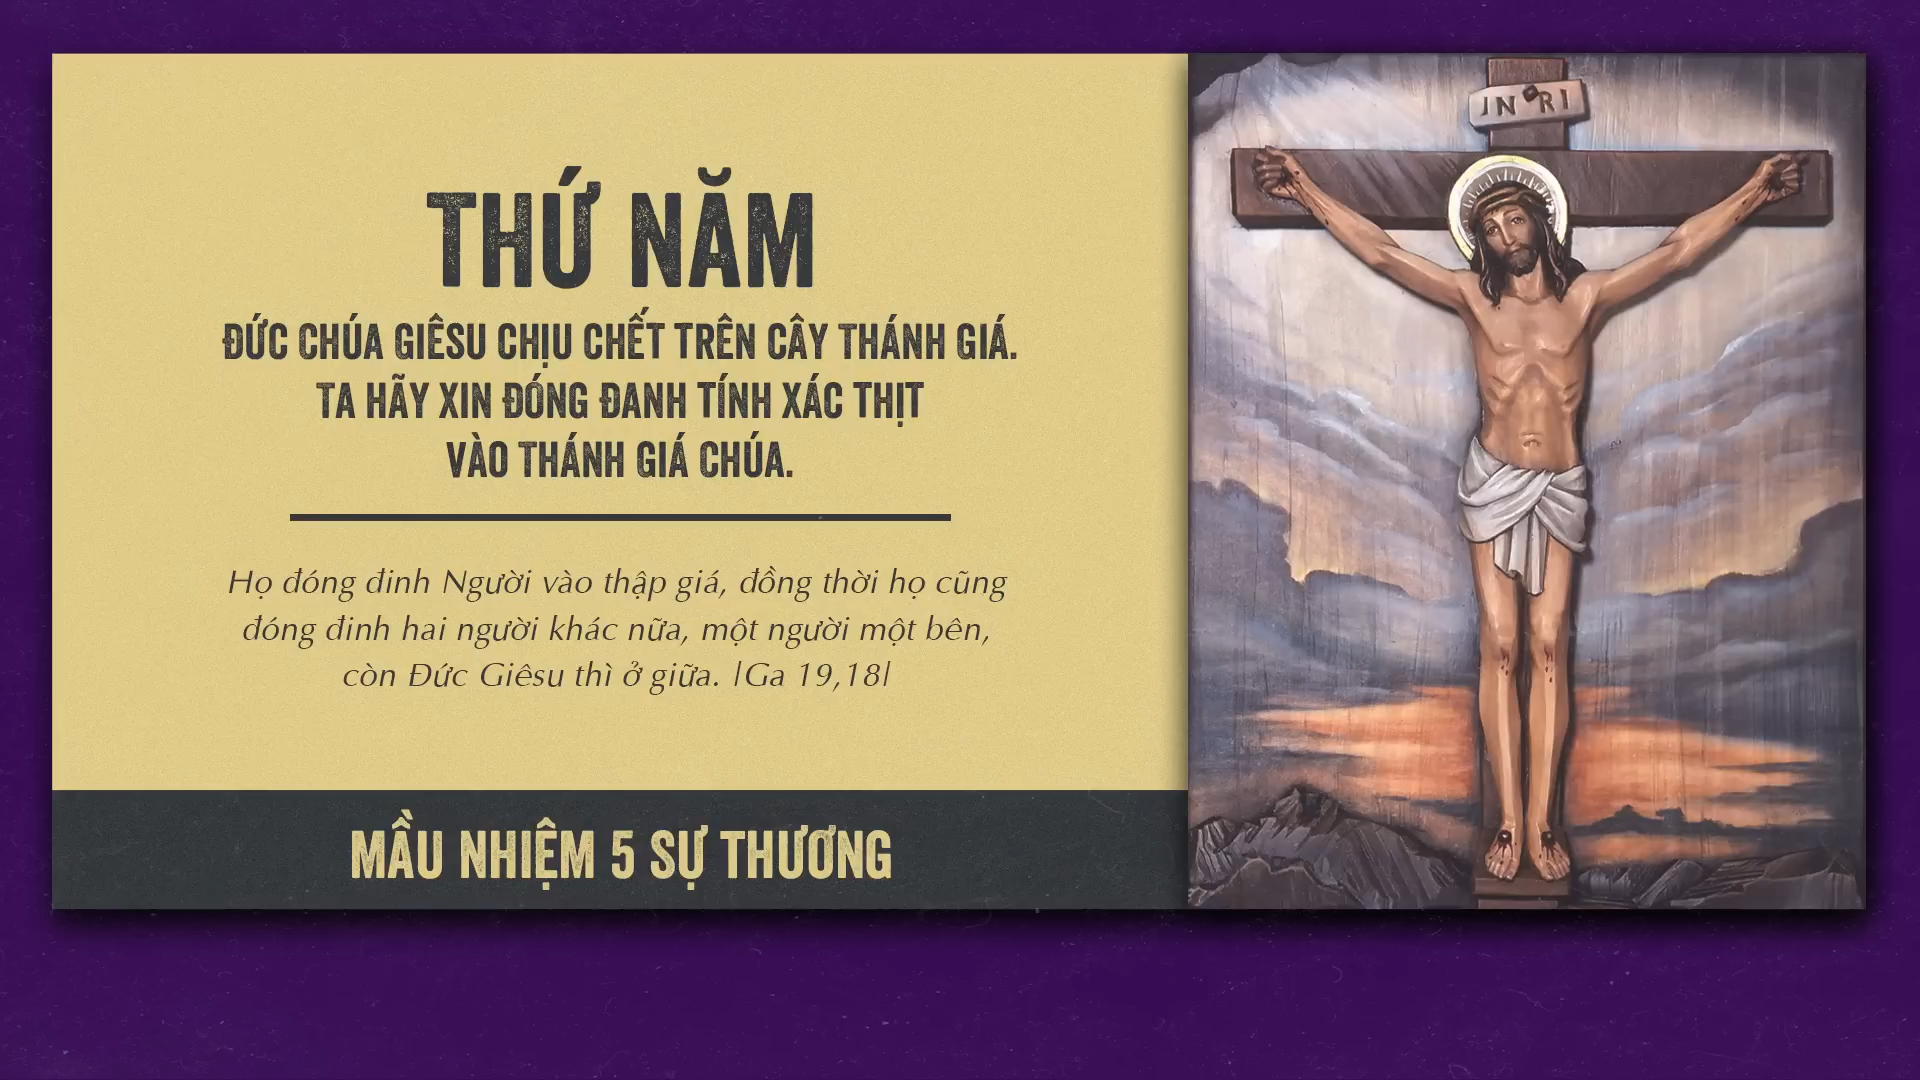 THỨ NĂM
ĐỨC CHÚA GIÊSU CHỊU CHẾT TRÊN CÂY THÁNH GIÁ.
TA HÃY XIN ĐÓNG ĐANH TÍNH XÁC THỊT
VÀO THÁNH GIÁ CHÚA.
Họ đóng đinh Người vào thập giá, đồng thời họ cũng
đóng đinh hai người khác nữa, một người một bên,
còn Đức Giêsu thì ở giữa. |Ga 19,18|
MẦU NHIỆM 5 SỰ THƯƠNG
INRI